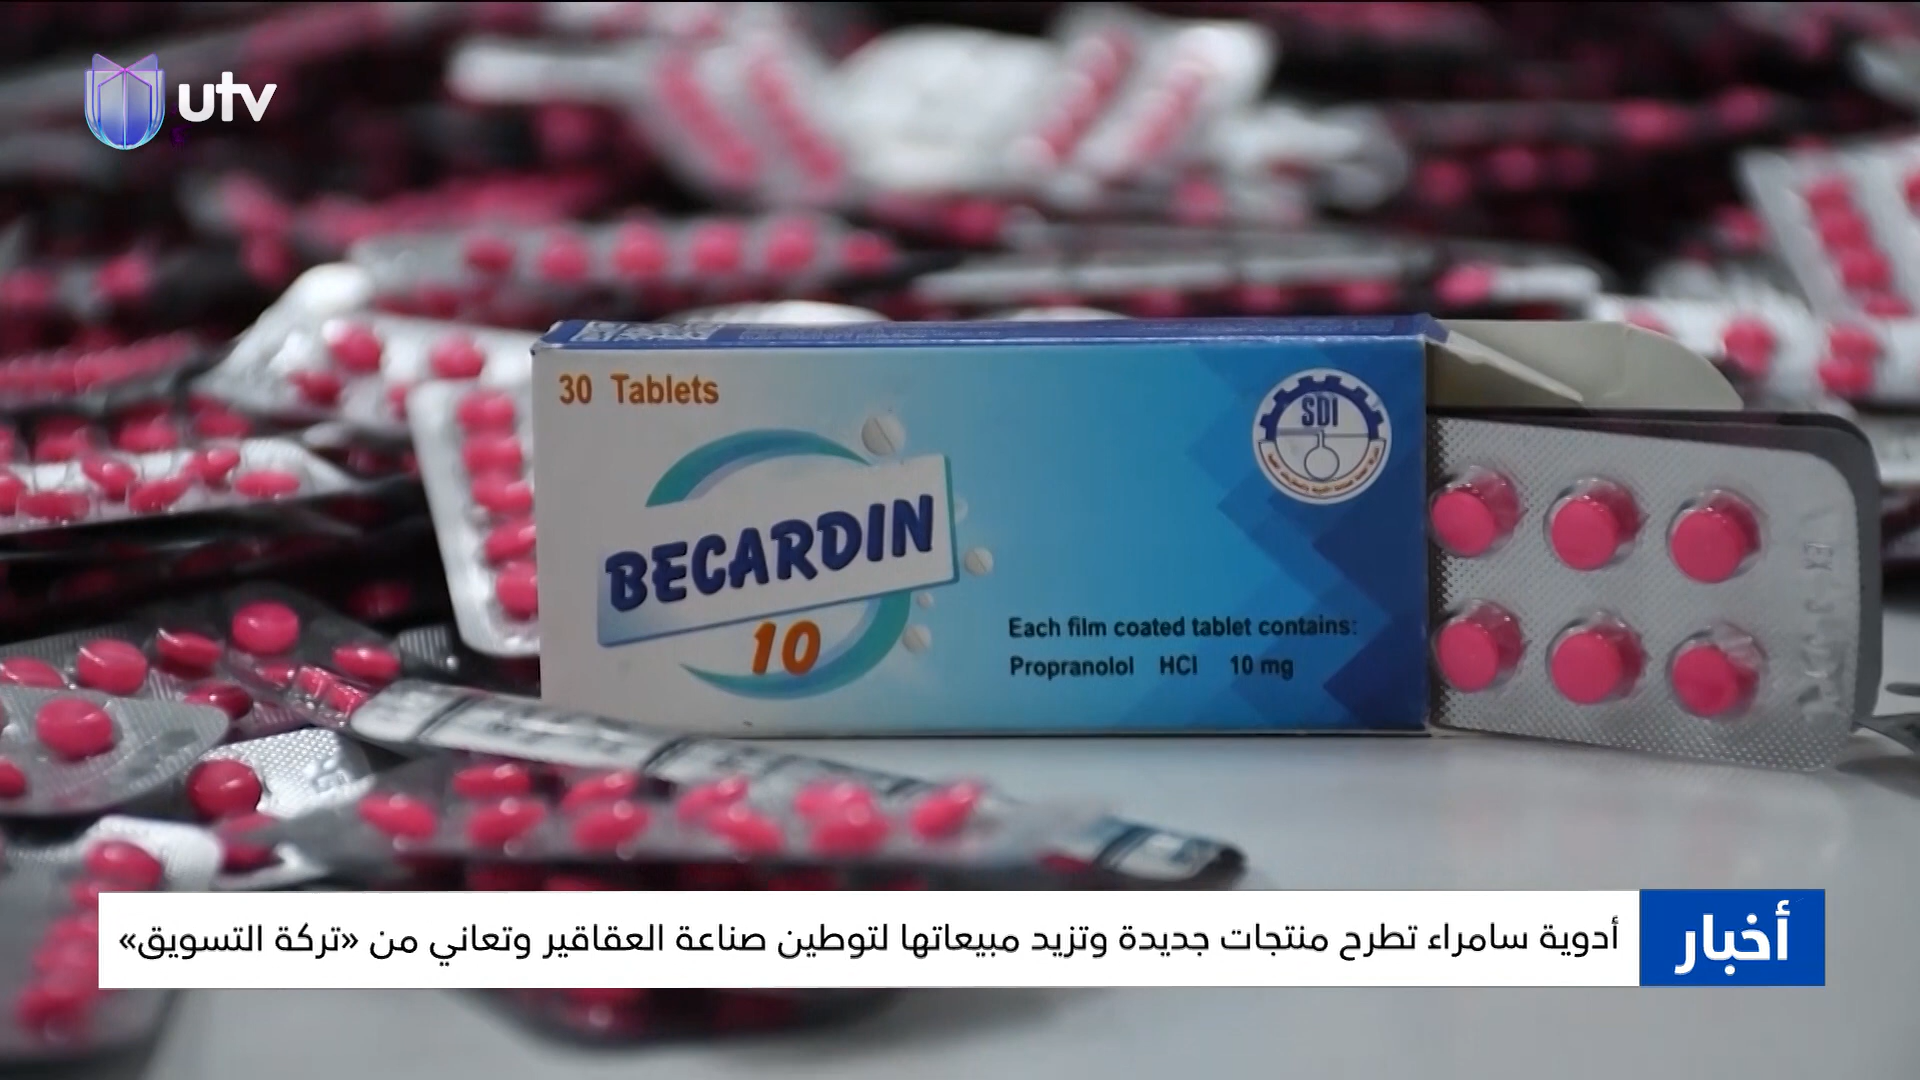 utv
30 Tablets
SDI
BECARDIN
10
Each film coated tablet contains:
Propranolol HCl 10 mg
أخبار
أدوية سامراء تطرح منتجات جديدة وتزيد مبيعاتها لتوطين صناعة العقاقير وتعاني من «تركة التسويق»